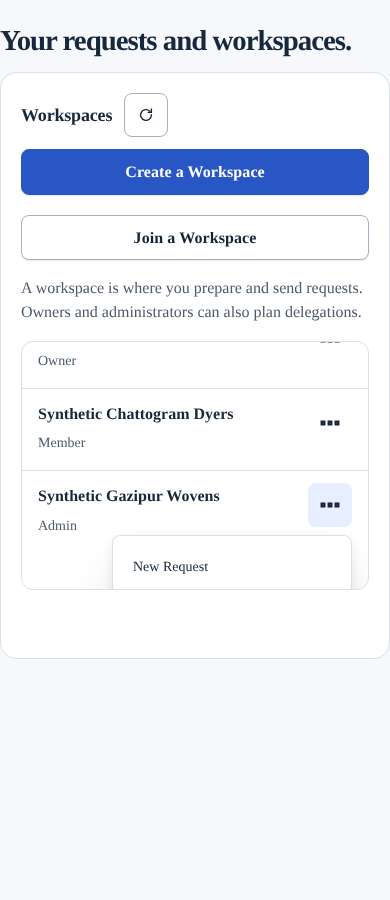 Your requests and workspaces.
Workspaces
Create a Workspace
Join a Workspace
A workspace is where you prepare and send requests.
Owners and administrators can also plan delegations.
Owner
Synthetic Chattogram Dyers
Member
Synthetic Gazipur Wovens
Admin
New Request